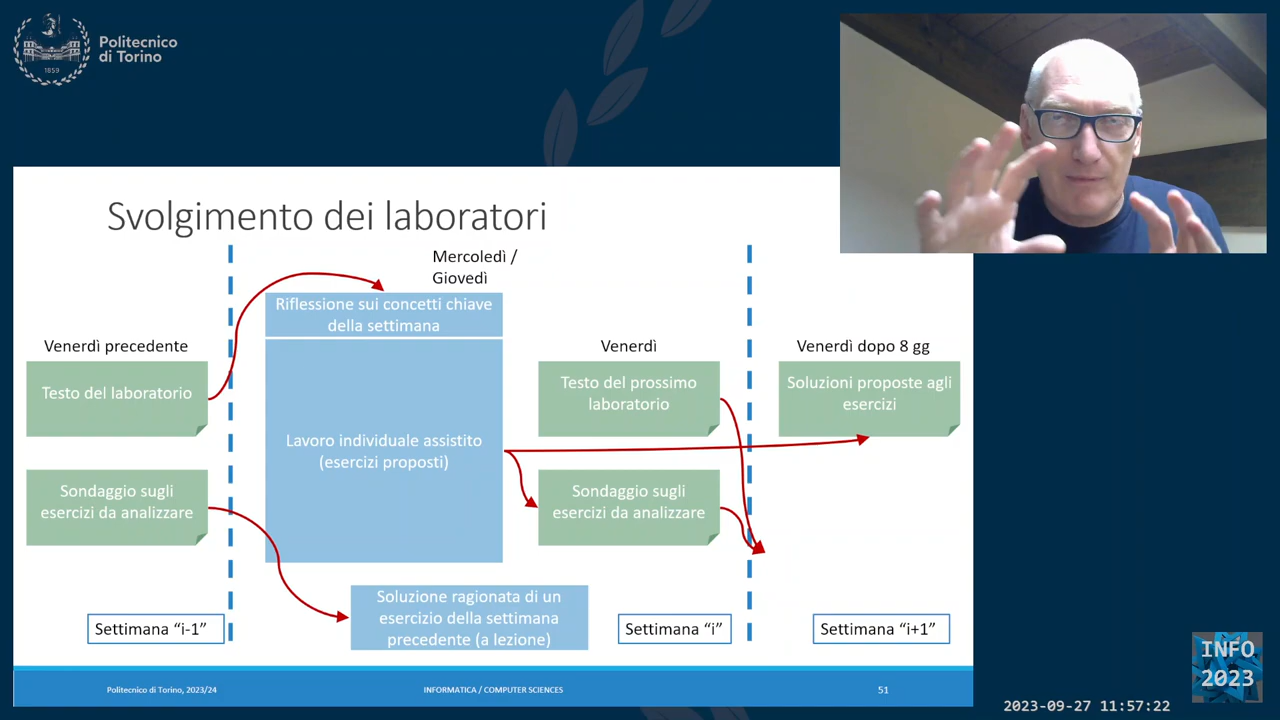 Politecnico
di Torino
1859
Svolgimento dei laboratori
Mercoledì /
Giovedì
Riflessione sui concetti chiave
della settimana
Venerdì precedente
Testo del laboratorio
Sondaggio sugli
esercizi da analizzare
Lavoro individuale assistito
(esercizi proposti)
Venerdì
Testo del prossimo
laboratorio
Sondaggio sugli
esercizi da analizzare
Venerdì dopo 8 gg
Soluzioni proposte agli
esercizi
Soluzione ragionata di un
esercizio della settimana
precedente (a lezione)
Settimana “i-1”
Settimana “i”
Settimana “i+1”
Politecnico di Torino, 2023/24
INFORMATICA / COMPUTER SCIENCES
51
INFO
2023
2023-09-27 11:57:22